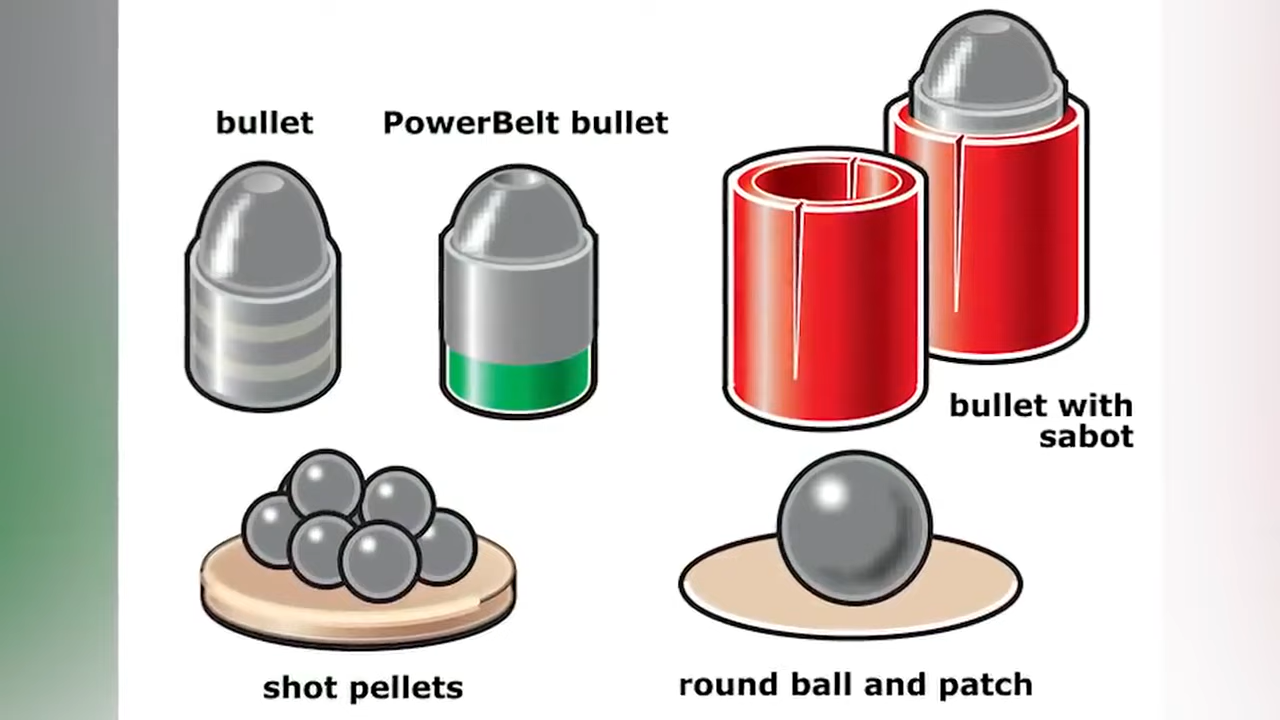 bullet
PowerBelt bullet
bullet with
sabot
shot pellets
round ball and patch